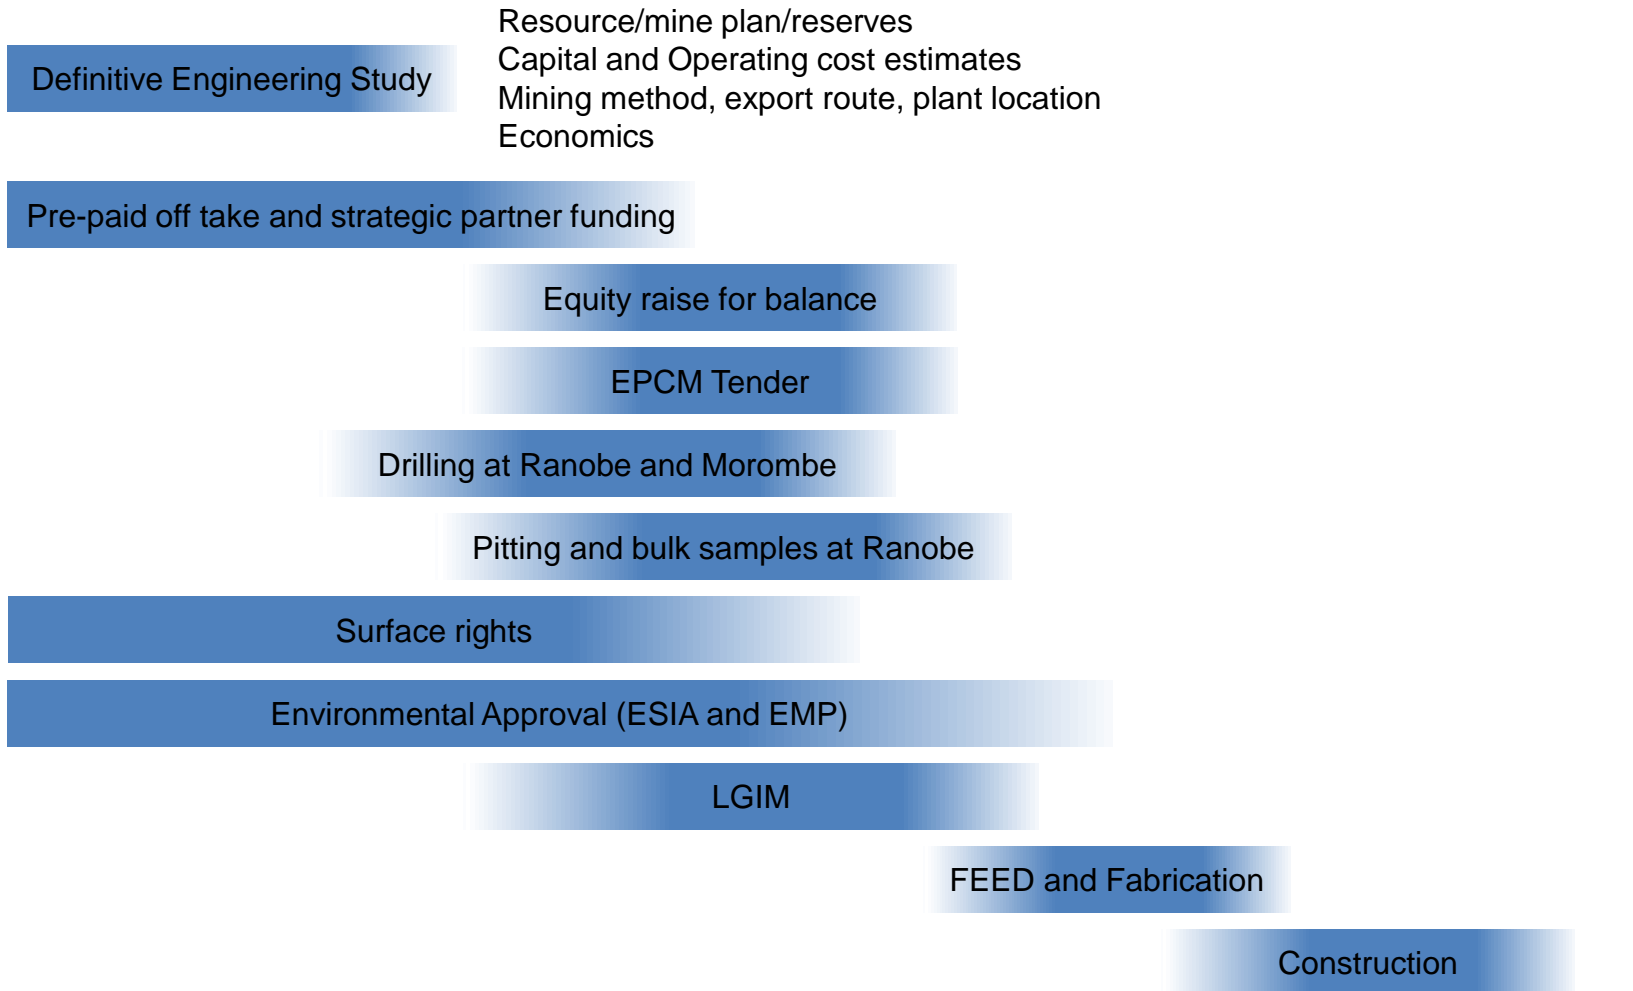 Resource/mine plan/reserves
Capital and Operating cost estimates
Definitive Engineering Study
Mining method, export route, plant location
Economics
Pre-paid off take and strategic partner funding
Equity raise for balance
EPCM Tender
Drilling at Ranobe and Morombe
Pitting and bulk samples at Ranobe
Surface rights
Environmental Approval (ESIA and EMP)
LGIM
FEED and Fabrication
Construction